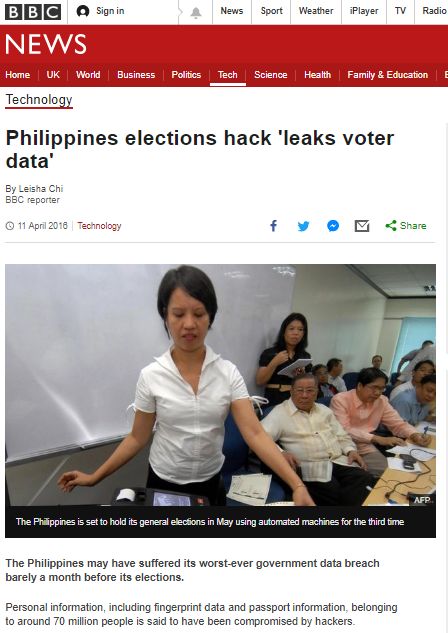 BBC Sign in News Sport Weather iPlayer TV Radio
NEWS
Home UK World Business Politics Tech Science Health Family & Education
Technology
Philippines elections hack 'leaks voter
data'
By Leisha Chi
BBC reporter
11 April 2016 Technology Share
AFP
The Philippines is set to hold its general elections in May using automated machines for the third time
The Philippines may have suffered its worst-ever government data breach
barely a month before its elections.
Personal information, including fingerprint data and passport information, belonging
to around 70 million people is said to have been compromised by hackers.